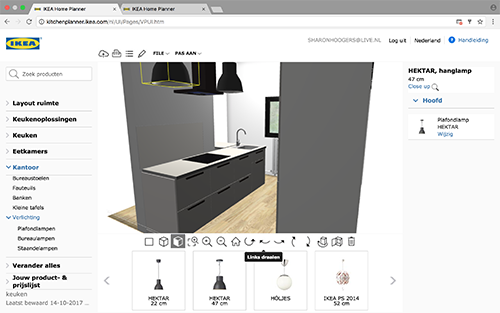 IKEA Home Planner
IKEA Home Planner
kitchenplanner.ikea.com/nl/UI/Pages/VPUI.htm
IKEA
SHARONHOOGERS@LIVE.NL
Log uit
Nederland
Handleiding
FILE
PAS AAN
Zoek producten
Layout ruimte
Keukenoplossingen
Keuken
Eetkamers
Kantoor
Bureaustoelen
Fauteuils
Banken
Kleine tafels
Verlichting
Plafondlampen
Bureaulampen
Staandelampen
Verander alles
Jouw product- & prijslijst
keuken
Laatst bewaard 14-10-2017 ...
HEKTAR, hanglamp
47 cm
Close up
Hoofd
Plafondlamp
HEKTAR
Wijzig
Links draaien
HEKTAR
22 cm
HEKTAR
47 cm
HÖLJES
IKEA PS 2014
52 cm